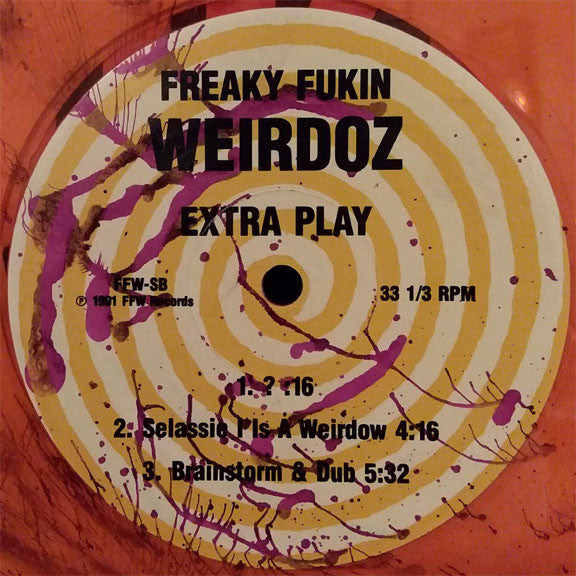 FREAKY FUKIN
WEIRDOZ
EXTRA PLAY
FFW-SB
℗ 1991 FFW Records
33 1/3 RPM
1. ? :16
2. Selassie I Is A Weirdow 4:16
3. Brainstorm & Dub 5:32